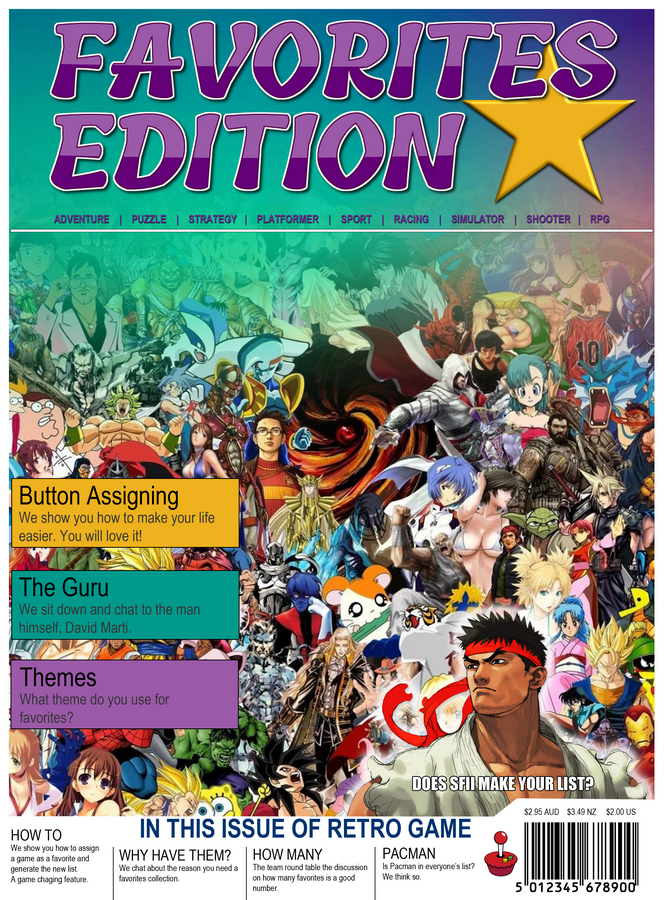 FAVORITES
EDITION
ADVENTURE | PUZZLE | STRATEGY | PLATFORMER | SPORT | RACING | SIMULATOR | SHOOTER | RPG
10
Button Assigning
We show you how to make your life
easier. You will love it!
The Guru
We sit down and chat to the man
himself, David Marti.
Themes
What theme do you use for
favorites?
DOES SFII MAKE YOUR LIST?
IN THIS ISSUE OF RETRO GAME
$2.95 AUD $3.49 NZ $2.00 US
HOW TO
We show you how to assign
a game as a favorite and
generate the new list.
A game chaging feature.
WHY HAVE THEM?
We chat about the reason you need a
favorites collection.
HOW MANY
The team round table the discussion
on how many favorites is a good
number.
PACMAN
Is Pacman in everyone's list?
We think so.
5 012345 678900